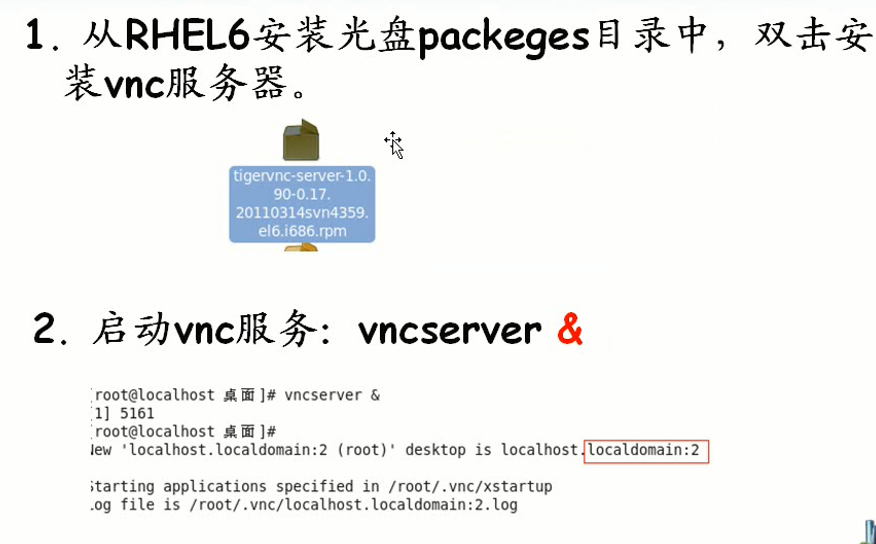 1. 从RHEL6安装光盘packeges目录中，双击安
装vnc服务器。
tigervnc-server-1.0.
90-0.17.
20110314svn4359.
el6.i686.rpm
2. 启动vnc服务：vncserver &
[root@localhost 桌面]# vncserver &
1] 5161
[root@localhost 桌面]#
New 'localhost.localdomain:2 (root)' desktop is localhost.localdomain:2
Starting applications specified in /root/.vnc/xstartup
Log file is /root/.vnc/localhost.localdomain:2.log